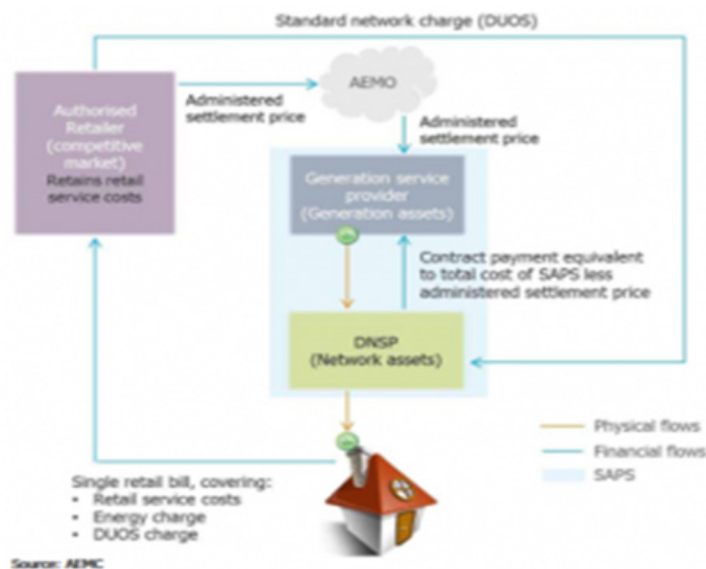 Standard network charge (DUOS)
AEMO
Authorised
Retailer
(competitive
market)
Retains retail
service costs
Administered
settlement price
Administered
settlement price
Generation service
provider
(Generation assets)
Contract payment equivalent
to total cost of SAPS less
administered settlement price
DNSP
(Network assets)
Physical flows
Financial flows
SAPS
Single retail bill, covering:
• Retail service costs
• Energy charge
• DUOS charge
Source: AEMC